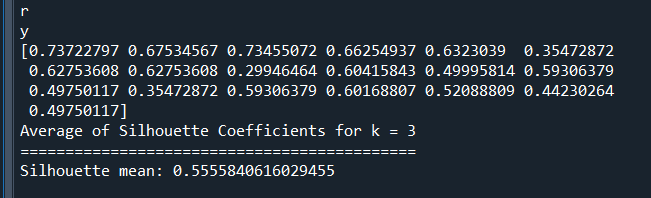 r
y
[0.73722797 0.67534567 0.73455072 0.66254937 0.6323039  0.35472872
 0.62753608 0.62753608 0.29946464 0.60415843 0.49995814 0.59306379
 0.49750117 0.35472872 0.59306379 0.60168807 0.52088809 0.44230264
 0.49750117]
Average of Silhouette Coefficients for k = 3
============================================
Silhouette mean: 0.5555840616029455